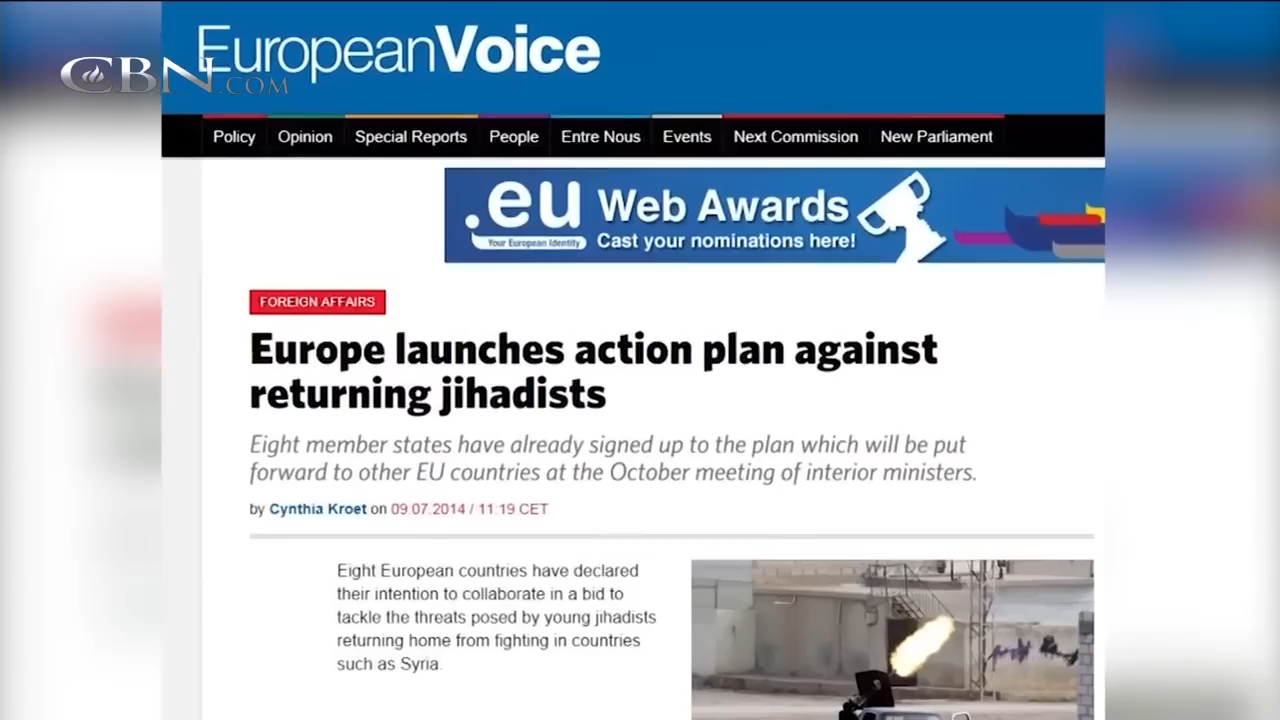 EuropeanVoice
CBN.COM
Policy Opinion Special Reports People Entre Nous Events Next Commission New Parliament
.eu Web Awards
Your European Identity Cast your nominations here!
FOREIGN AFFAIRS
Europe launches action plan against
returning jihadists
Eight member states have already signed up to the plan which will be put
forward to other EU countries at the October meeting of interior ministers.
by Cynthia Kroet on 09.07.2014 / 11:19 CET
Eight European countries have declared
their intention to collaborate in a bid to
tackle the threats posed by young jihadists
returning home from fighting in countries
such as Syria.